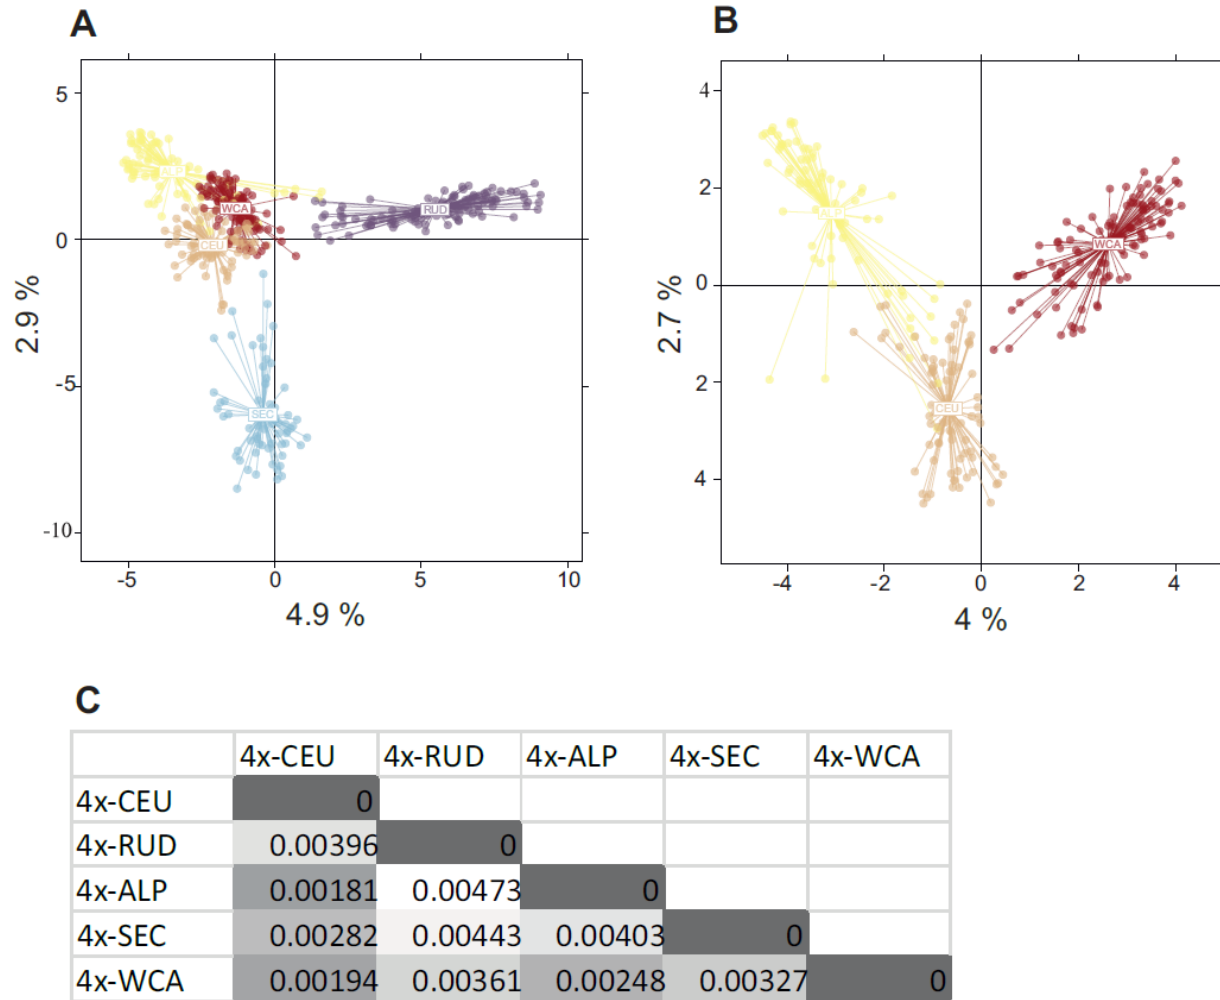 A
B
5
0
-5
-10
-5
0
5
10
2.9 %
4.9 %
ALP
WCA
CEU
RUD
SEC
4
2
0
2
4
-4
-2
0
2
4
2.7 %
4 %
ALP
WCA
CEU
C
4x-CEU 4x-RUD 4x-ALP 4x-SEC 4x-WCA
4x-CEU 0
4x-RUD 0.00396 0
4x-ALP 0.00181 0.00473 0
4x-SEC 0.00282 0.00443 0.00403 0
4x-WCA 0.00194 0.00361 0.00248 0.00327 0